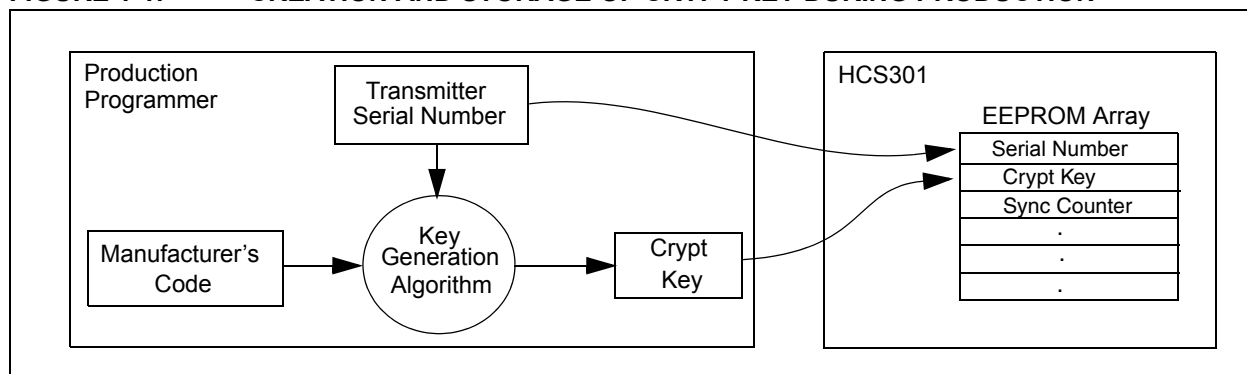 Production
Programmer
Transmitter
Serial Number
Manufacturer's
Code
Key
Generation
Algorithm
Crypt
Key
HCS301
EEPROM Array
Serial Number
Crypt Key
Sync Counter
.
.
.